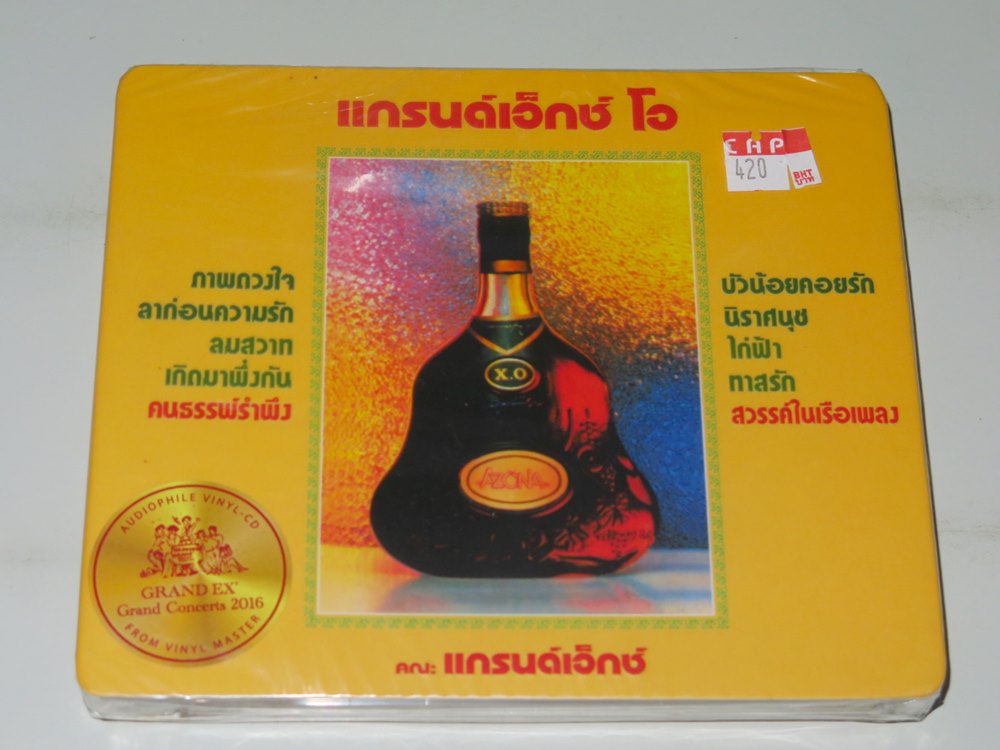 แกรนด์เอ็กซ์ โอ
CHP
420
BHT
บาท
ภาพดวงใจ
ลาก่อนความรัก
ลมสวาท
เกิดมาพึ่งกัน
คนธรรพ์รำพึง
บัวน้อยคอยรัก
นิราศนุช
ไก่ฟ้า
ทาสรัก
สวรรค์ในเรือเพลง
X.O
AZONA
AUDIOPHILE VINYL-CD
GRAND EX'
Grand Concerts 2016
FROM VINYL MASTER
คณะ แกรนด์เอ็กซ์